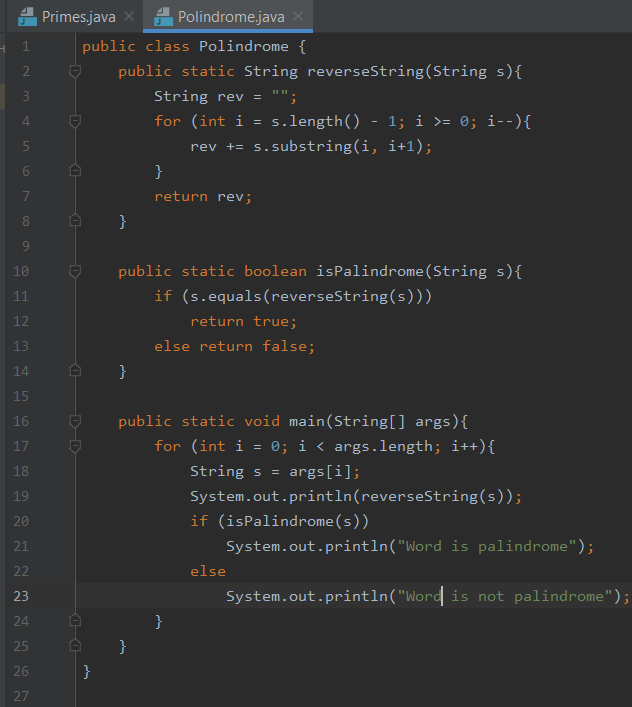 Primes.java × Polindrome.java ×
1 public class Polindrome {
2     public static String reverseString(String s){
3         String rev = "";
4         for (int i = s.length() - 1; i >= 0; i--){
5             rev += s.substring(i, i+1);
6         }
7         return rev;
8     }
9
10     public static boolean isPalindrome(String s){
11         if (s.equals(reverseString(s)))
12             return true;
13         else return false;
14     }
15
16     public static void main(String[] args){
17         for (int i = 0; i < args.length; i++){
18             String s = args[i];
19             System.out.println(reverseString(s));
20             if (isPalindrome(s))
21                 System.out.println("Word is palindrome");
22             else
23                 System.out.println("Word is not palindrome");
24         }
25     }
26 }
27